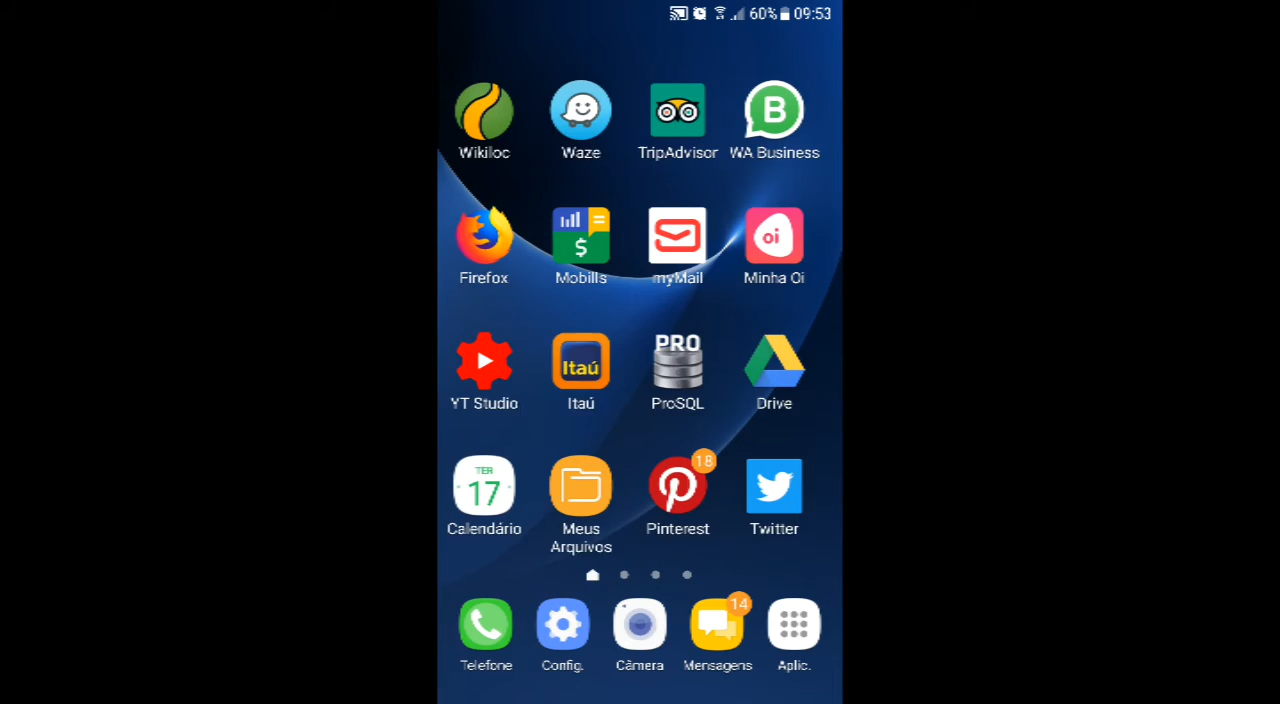 60% 09:53
B
Wikiloc Waze TripAdvisor WA Business
$ oi
Firefox Mobills myMail Minha Oi
Itaú PRO
YT Studio Itaú ProSQL Drive
TER 18
17
Calendário Meus Pinterest Twitter
Arquivos
14
Telefone Config. Câmera Mensagens Aplic.